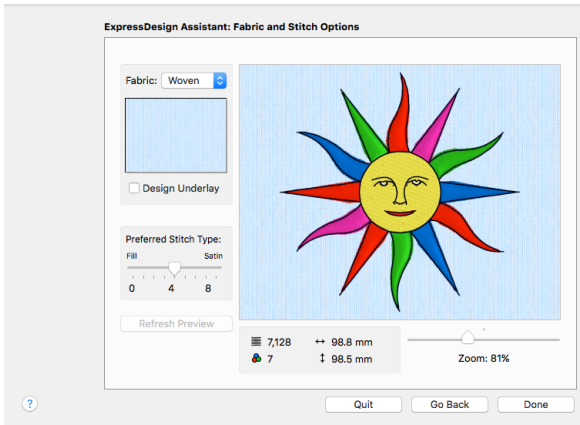 ExpressDesign Assistant: Fabric and Stitch Options
Fabric: Woven
Design Underlay
Preferred Stitch Type:
Fill Satin
0 4 8
Refresh Preview
7,128 ↔ 98.8 mm
7 ↕ 98.5 mm
Zoom: 81%
? Quit Go Back Done